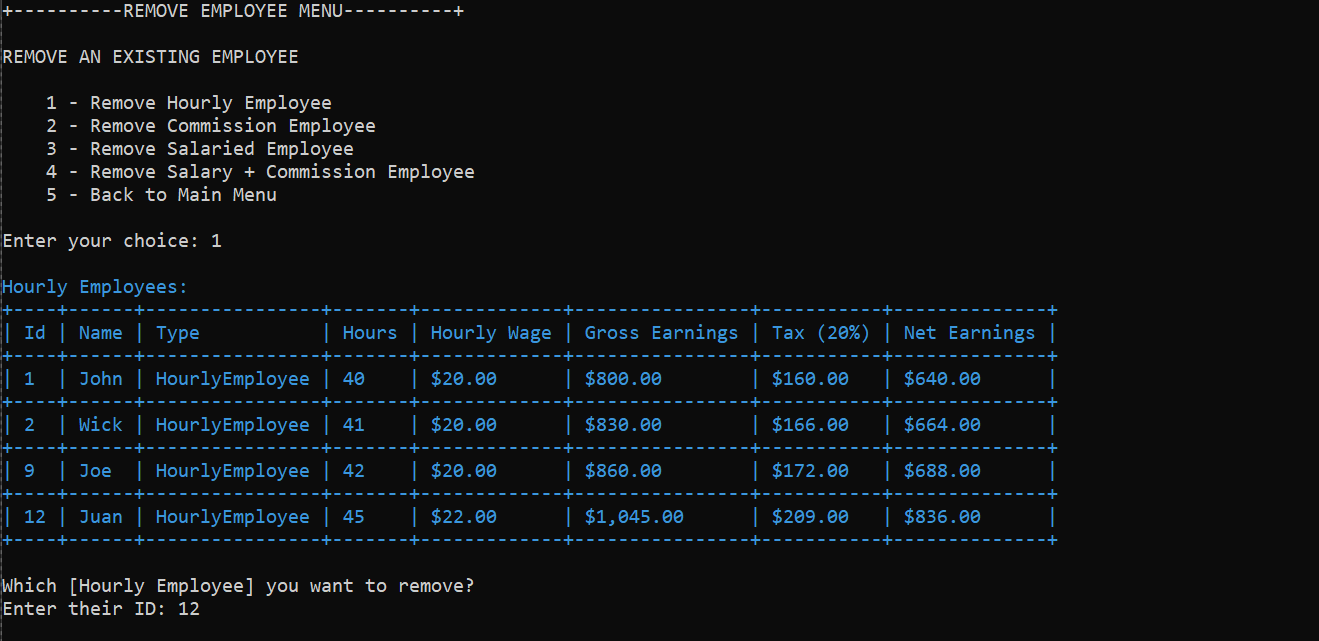 +----------REMOVE EMPLOYEE MENU----------+
REMOVE AN EXISTING EMPLOYEE
    1 - Remove Hourly Employee
    2 - Remove Commission Employee
    3 - Remove Salaried Employee
    4 - Remove Salary + Commission Employee
    5 - Back to Main Menu
Enter your choice: 1
Hourly Employees:
+----+------+----------------+-------+-------------+----------------+-----------+--------------+
| Id | Name | Type           | Hours | Hourly Wage | Gross Earnings | Tax (20%) | Net Earnings |
+----+------+----------------+-------+-------------+----------------+-----------+--------------+
| 1  | John | HourlyEmployee | 40    | $20.00      | $800.00        | $160.00   | $640.00      |
+----+------+----------------+-------+-------------+----------------+-----------+--------------+
| 2  | Wick | HourlyEmployee | 41    | $20.00      | $830.00        | $166.00   | $664.00      |
+----+------+----------------+-------+-------------+----------------+-----------+--------------+
| 9  | Joe  | HourlyEmployee | 42    | $20.00      | $860.00        | $172.00   | $688.00      |
+----+------+----------------+-------+-------------+----------------+-----------+--------------+
| 12 | Juan | HourlyEmployee | 45    | $22.00      | $1,045.00      | $209.00   | $836.00      |
+----+------+----------------+-------+-------------+----------------+-----------+--------------+
Which [Hourly Employee] you want to remove?
Enter their ID: 12